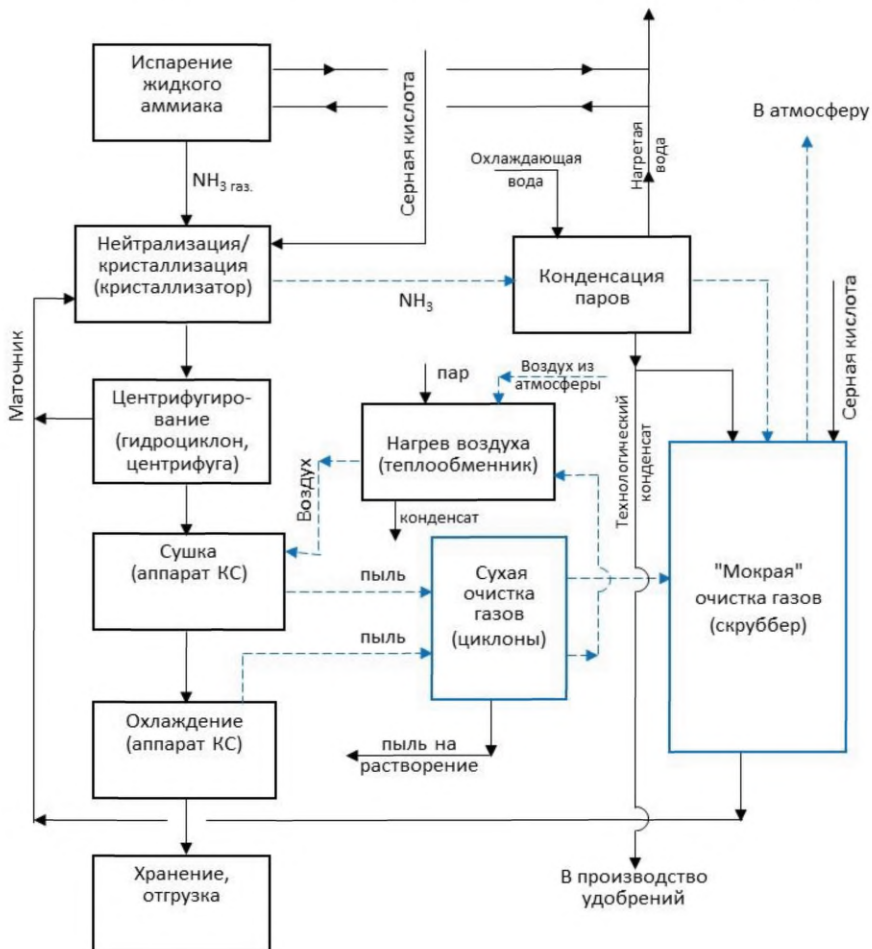 Испарение
жидкого
аммиака
Серная кислота
Нагретая
вода
В атмосферу
Охлаждающая
вода
NH3 газ.
Нейтрализация/
кристаллизация
(кристаллизатор)
NH3
Конденсация
паров
Серная кислота
Маточник
Центрифугиро-
вание
(гидроциклон,
центрифуга)
пар
Воздух из
атмосферы
Нагрев воздуха
(теплообменник)
Воздух
конденсат
Технологический
конденсат
Сушка
(аппарат КС)
пыль
пыль
Сухая
очистка
газов
(циклоны)
"Мокрая"
очистка газов
(скруббер)
Охлаждение
(аппарат КС)
пыль на
растворение
Хранение,
отгрузка
В производство
удобрений